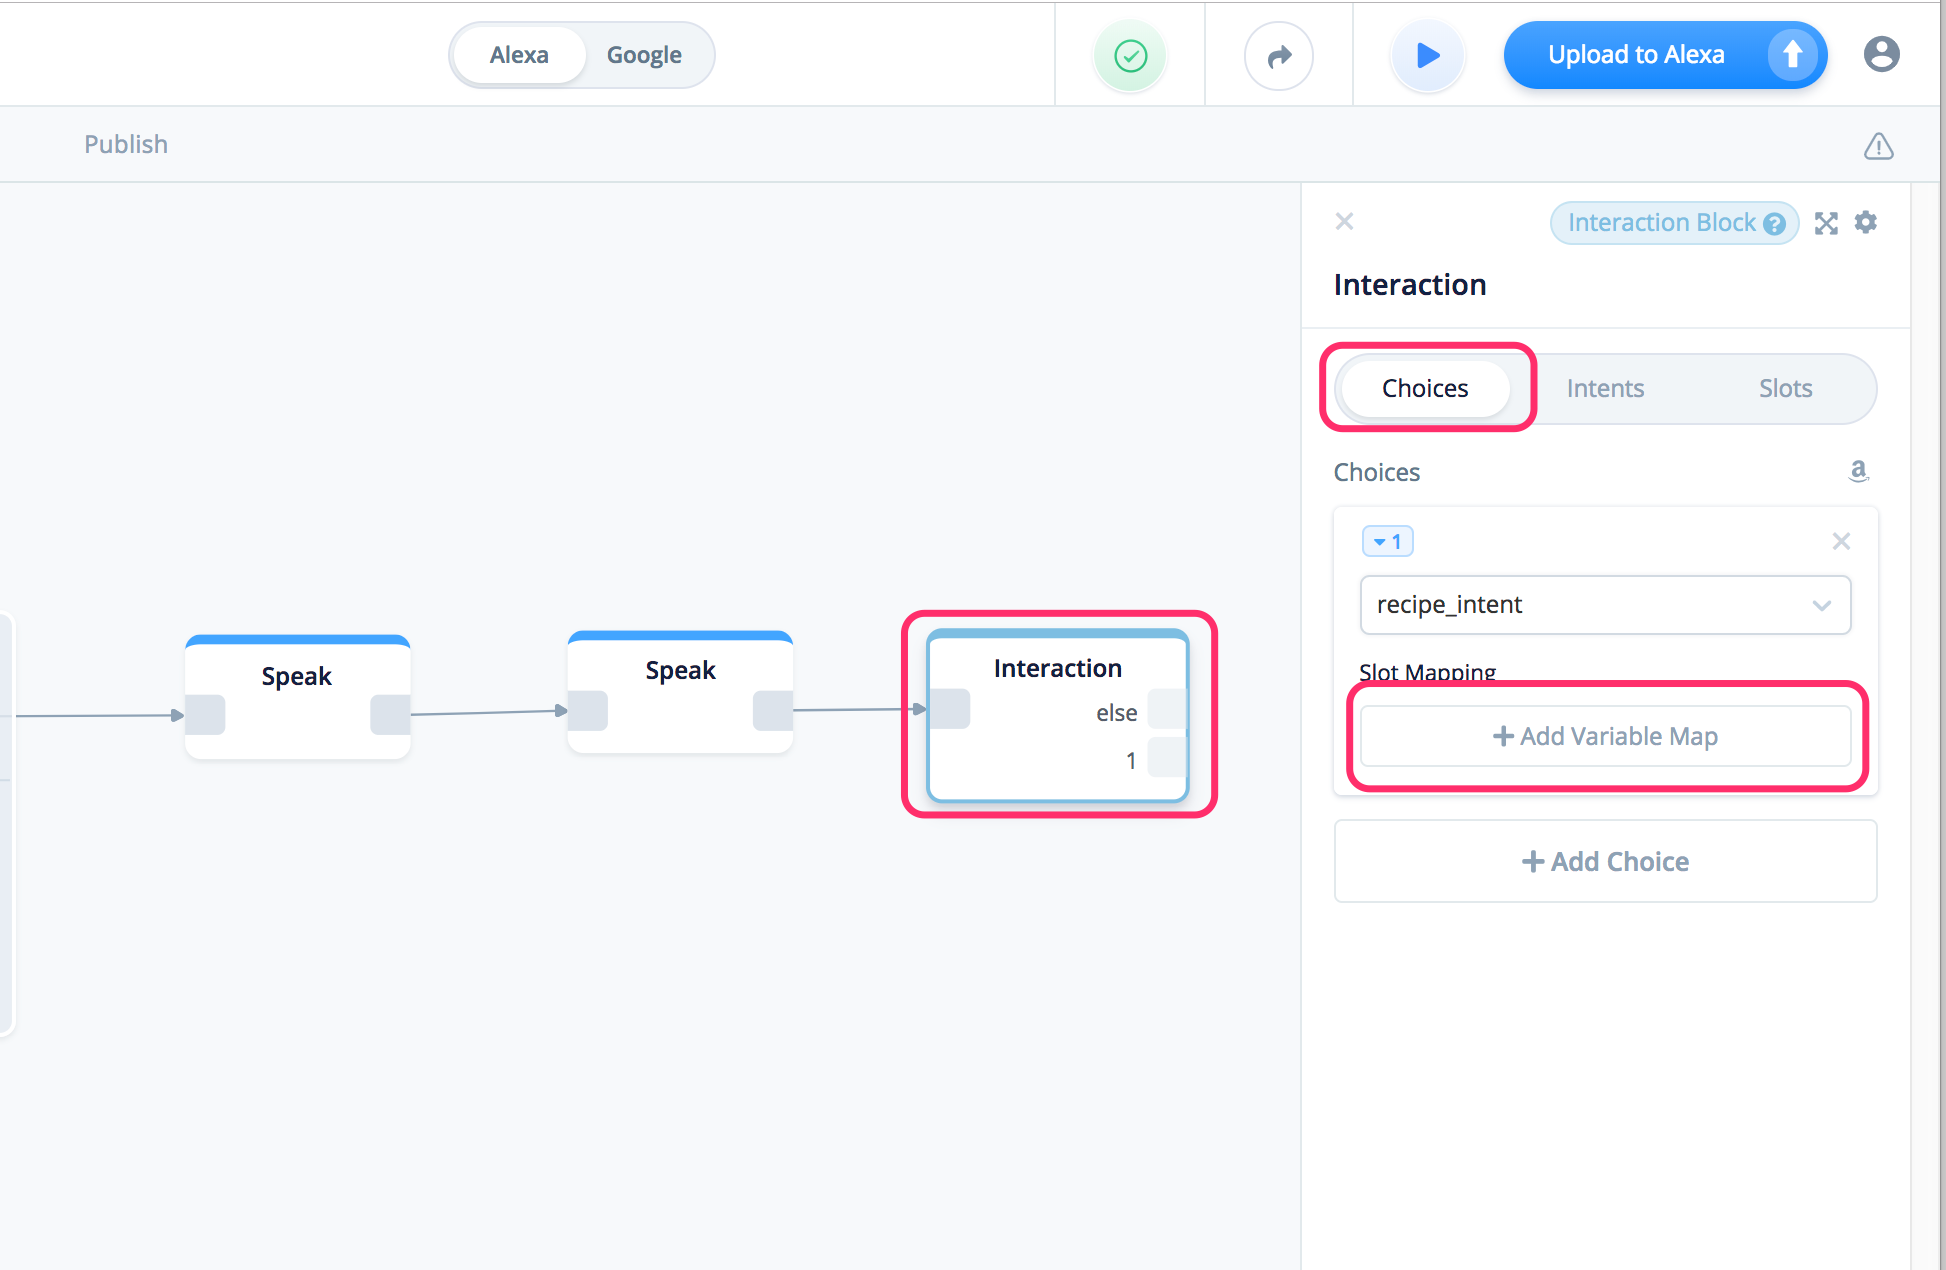 Alexa
Google
Upload to Alexa
Publish
Interaction Block ?
Interaction
Choices
Intents
Slots
Choices
a
1
recipe_intent
Slot Mapping
+ Add Variable Map
+ Add Choice
Speak
Speak
Interaction
else
1